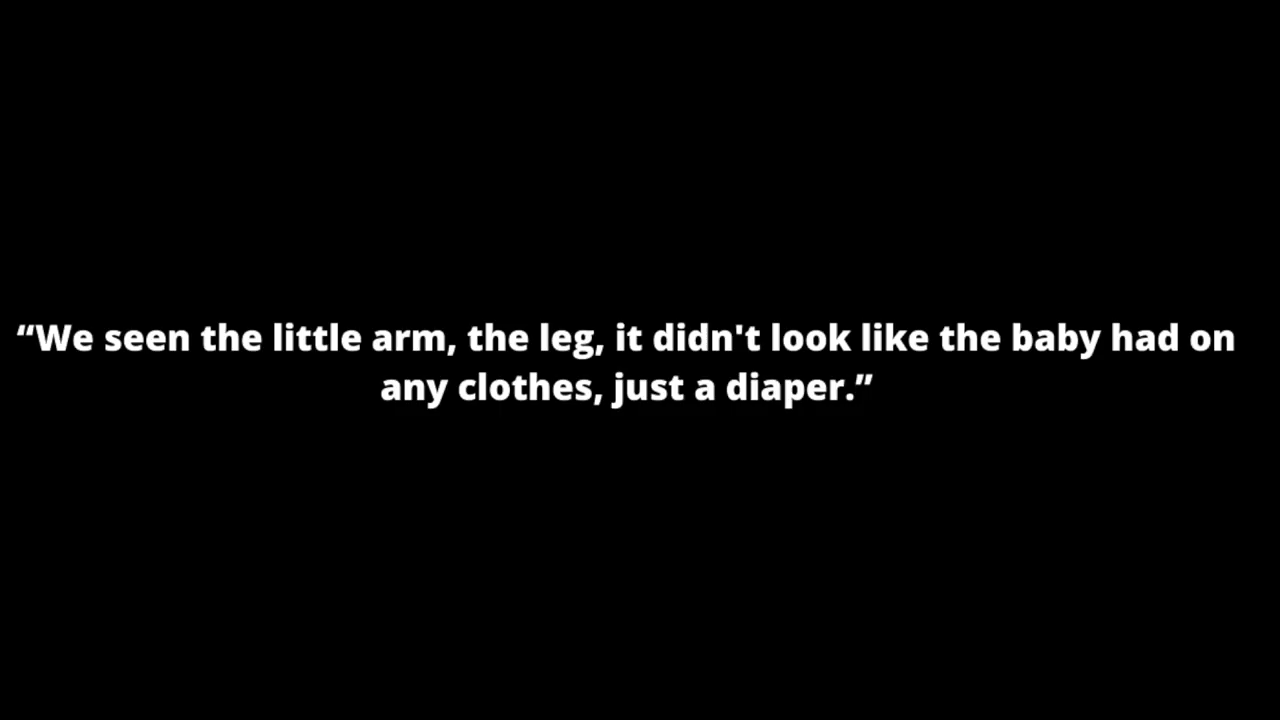 “We seen the little arm, the leg, it didn't look like the baby had on
any clothes, just a diaper.”